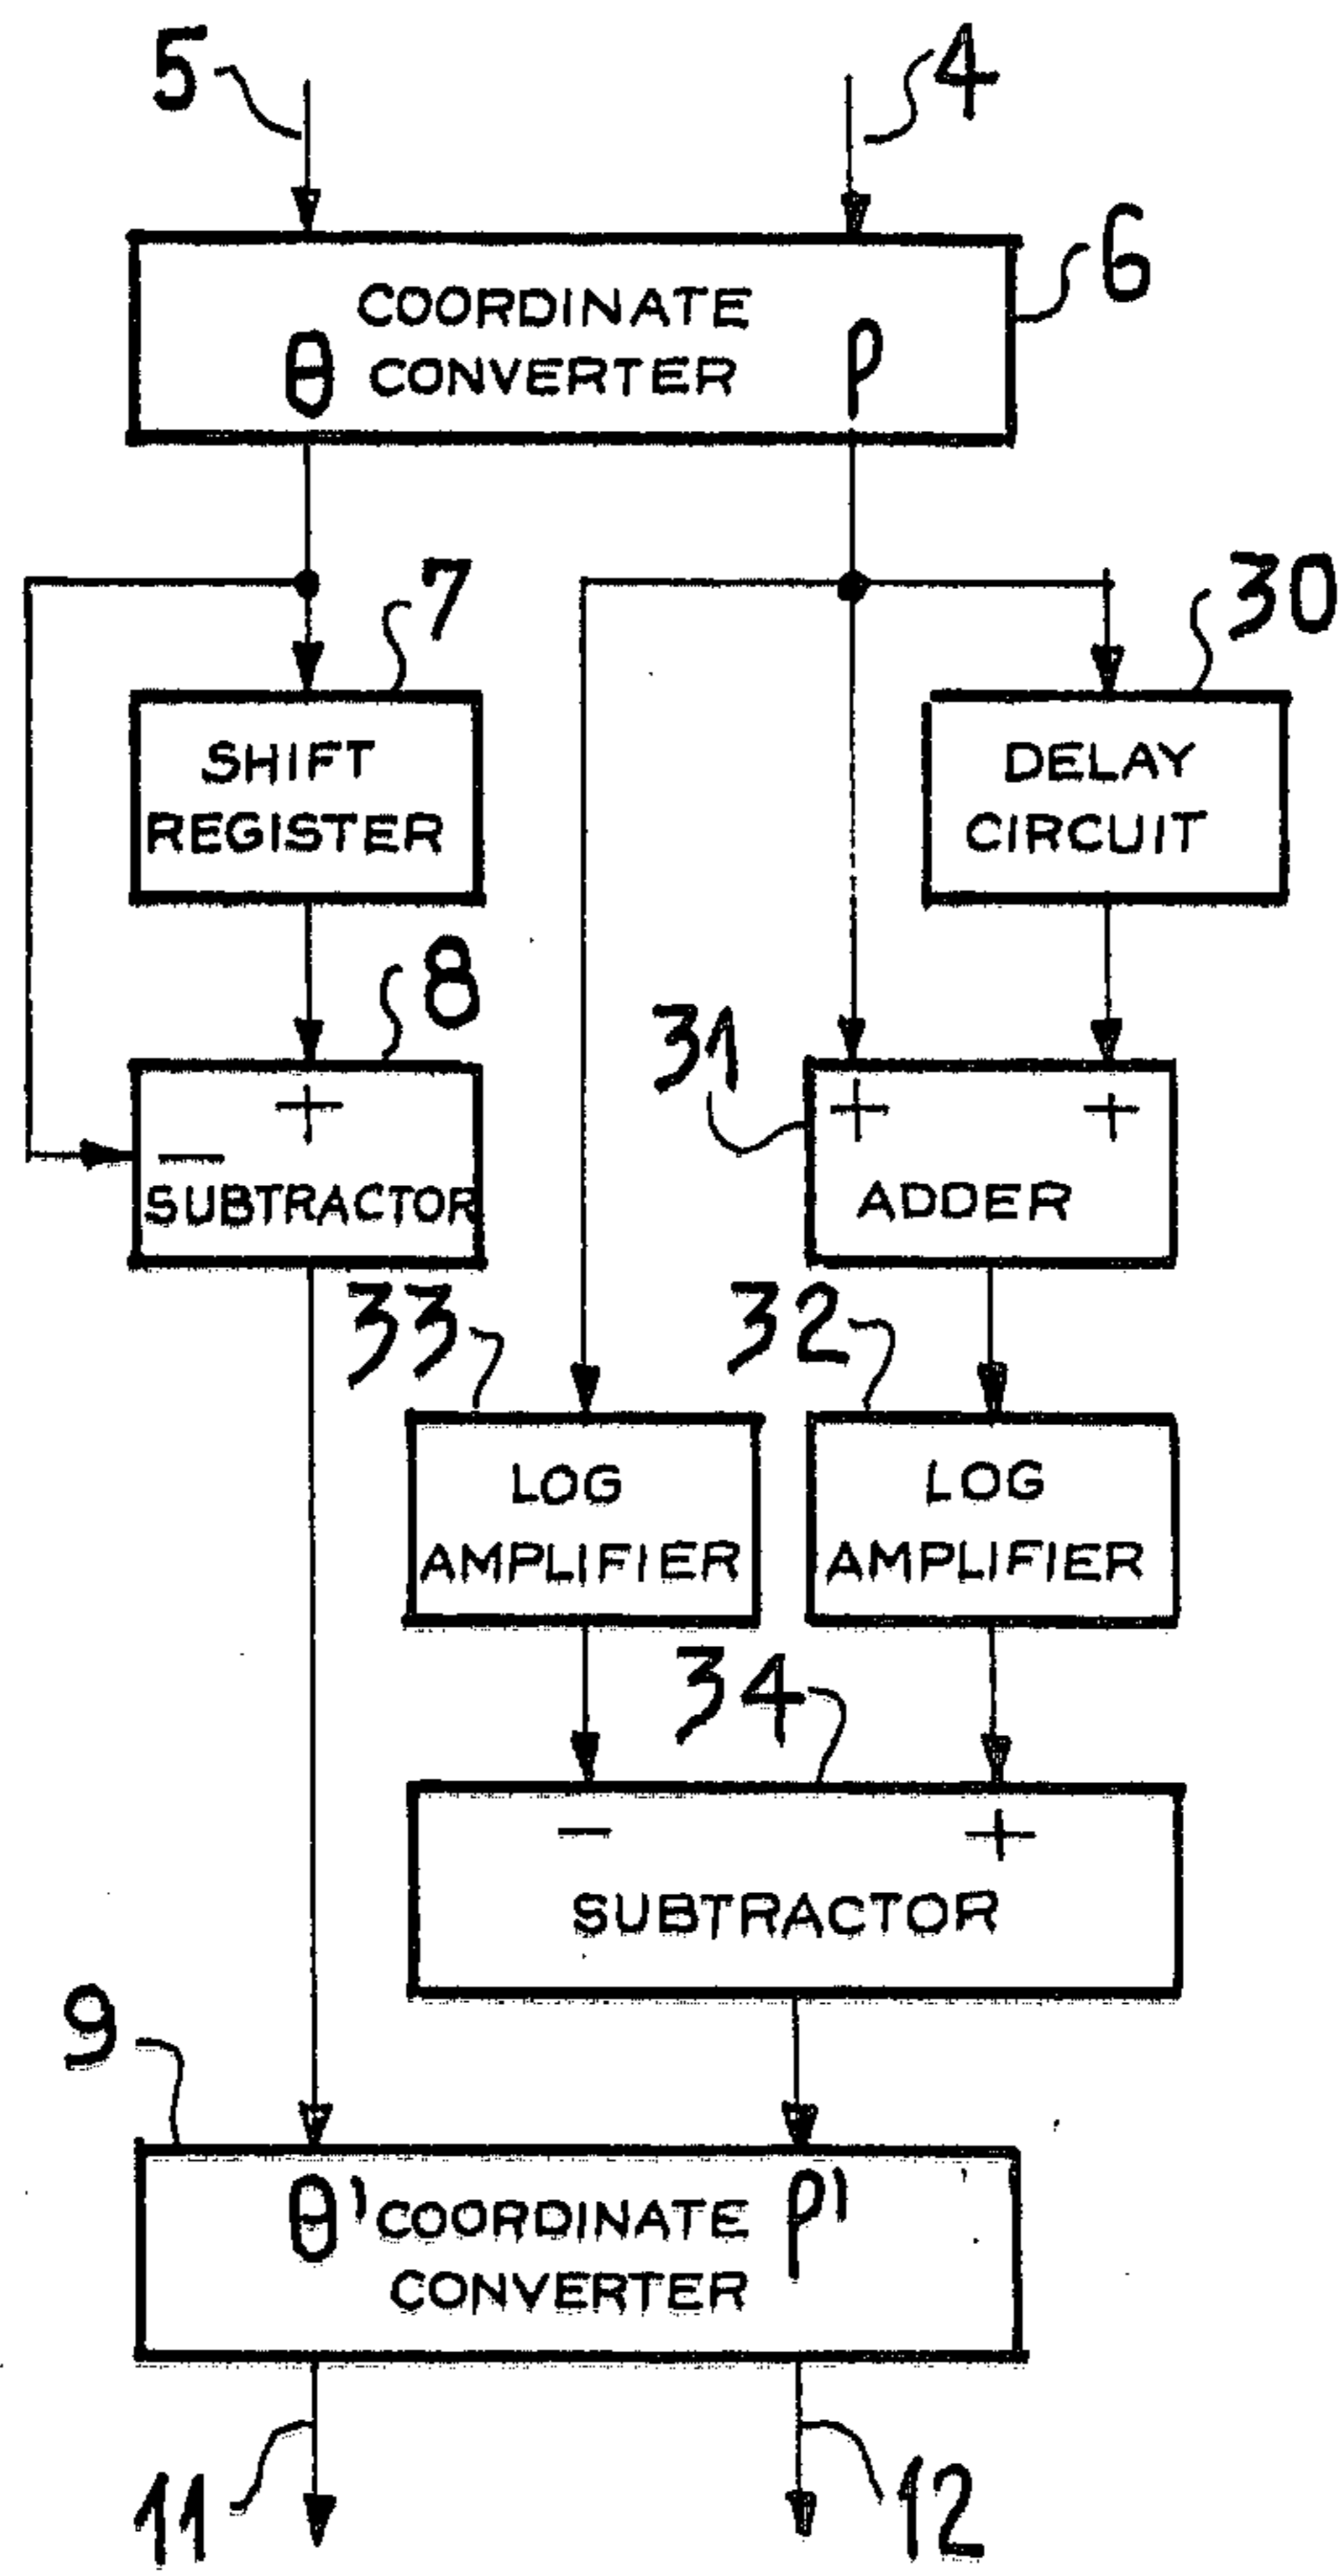 5
4
COORDINATE
6
θ CONVERTER ρ
7
30
SHIFT
REGISTER
DELAY
CIRCUIT
8
31
+
+
+
−
SUBTRACTOR
ADDER
33
32
LOG
AMPLIFIER
LOG
AMPLIFIER
34
−
+
SUBTRACTOR
9
θ' COORDINATE ρ'
CONVERTER
11
12